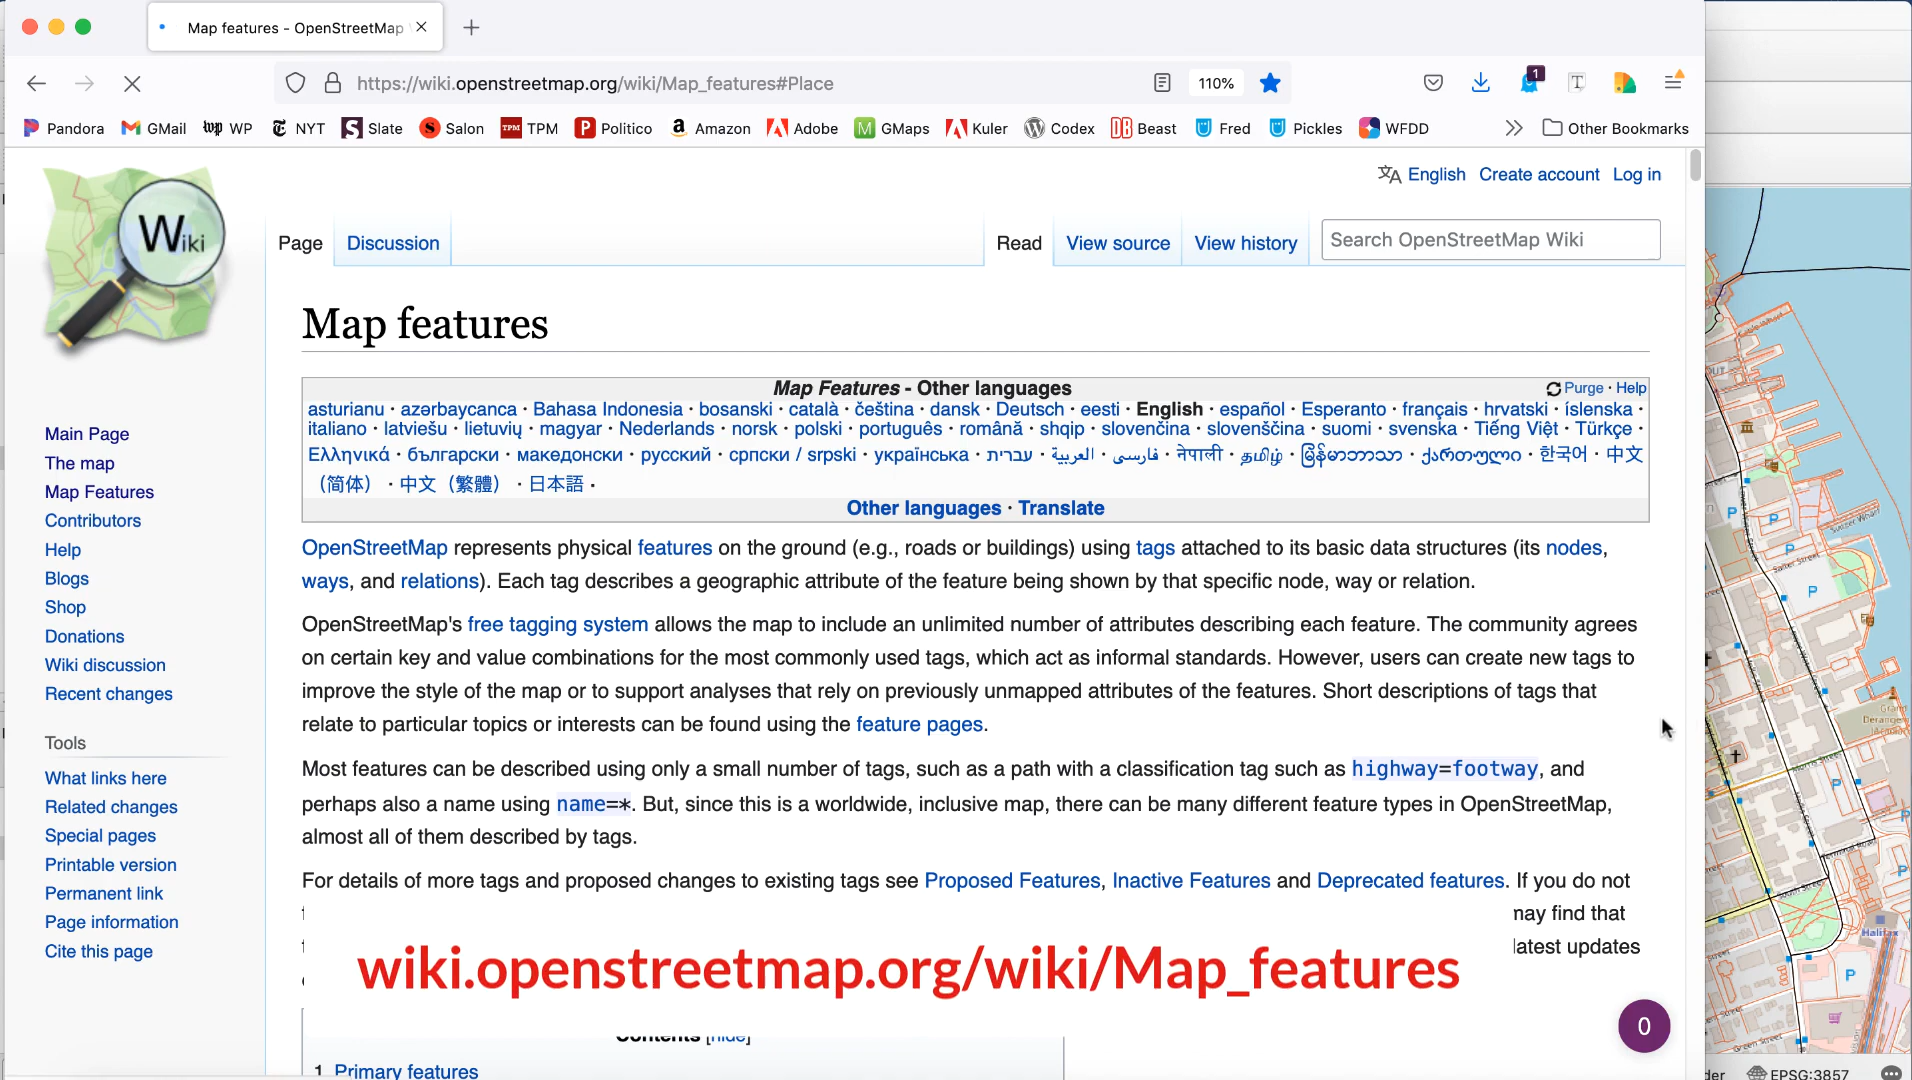 Map features - OpenStreetMap
https://wiki.openstreetmap.org/wiki/Map_features#Place
110%
1
Pandora GMail WP NYT Slate Salon TPM Politico Amazon Adobe GMaps Kuler Codex Beast Fred Pickles WFDD Other Bookmarks
English Create account Log in
Wiki
Page Discussion Read View source View history Search OpenStreetMap Wiki
Map features
Map Features - Other languages
Purge · Help
asturianu · azərbaycanca · Bahasa Indonesia · bosanski · català · čeština · dansk · Deutsch · eesti · English · español · Esperanto · français · hrvatski · íslenska ·
italiano · latviešu · lietuvių · magyar · Nederlands · norsk · polski · português · română · shqip · slovenčina · slovenščina · suomi · svenska · Tiếng Việt · Türkçe ·
Ελληνικά · български · македонски · русский · српски / srpski · українська · עברית · العربية · فارسی · नेपाली · தமிழ் · မြန်မာဘာသာ · ქართული · 한국어 · 中文
（简体） · 中文（繁體） · 日本語 ·
Other languages · Translate
OpenStreetMap represents physical features on the ground (e.g., roads or buildings) using tags attached to its basic data structures (its nodes,
ways, and relations). Each tag describes a geographic attribute of the feature being shown by that specific node, way or relation.
OpenStreetMap's free tagging system allows the map to include an unlimited number of attributes describing each feature. The community agrees
on certain key and value combinations for the most commonly used tags, which act as informal standards. However, users can create new tags to
improve the style of the map or to support analyses that rely on previously unmapped attributes of the features. Short descriptions of tags that
relate to particular topics or interests can be found using the feature pages.
Most features can be described using only a small number of tags, such as a path with a classification tag such as highway=footway, and
perhaps also a name using name=*. But, since this is a worldwide, inclusive map, there can be many different feature types in OpenStreetMap,
almost all of them described by tags.
For details of more tags and proposed changes to existing tags see Proposed Features, Inactive Features and Deprecated features. If you do not
may find that
latest updates
wiki.openstreetmap.org/wiki/Map_features
Contents [hide]
1 Primary features
0
Main Page
The map
Map Features
Contributors
Help
Blogs
Shop
Donations
Wiki discussion
Recent changes
Tools
What links here
Related changes
Special pages
Printable version
Permanent link
Page information
Cite this page
Halifax
Green Street
EPSG:3857